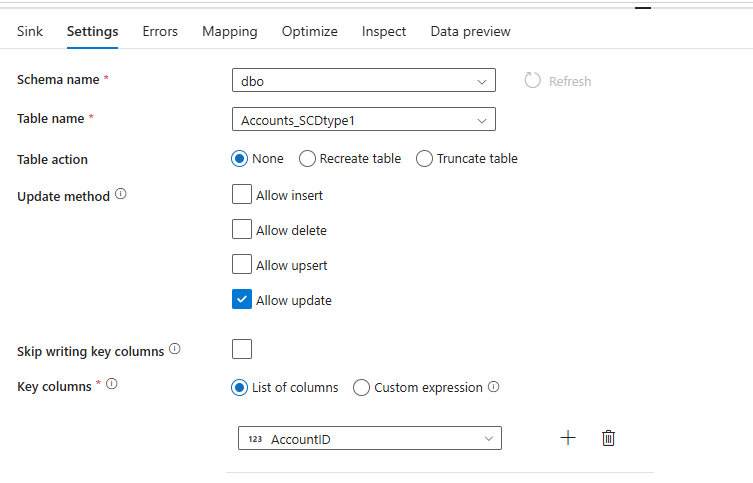 Sink Settings Errors Mapping Optimize Inspect Data preview
Schema name * dbo Refresh
Table name * Accounts_SCDtype1
Table action None Recreate table Truncate table
Update method Allow insert
Allow delete
Allow upsert
Allow update
Skip writing key columns
Key columns * List of columns Custom expression
123 AccountID